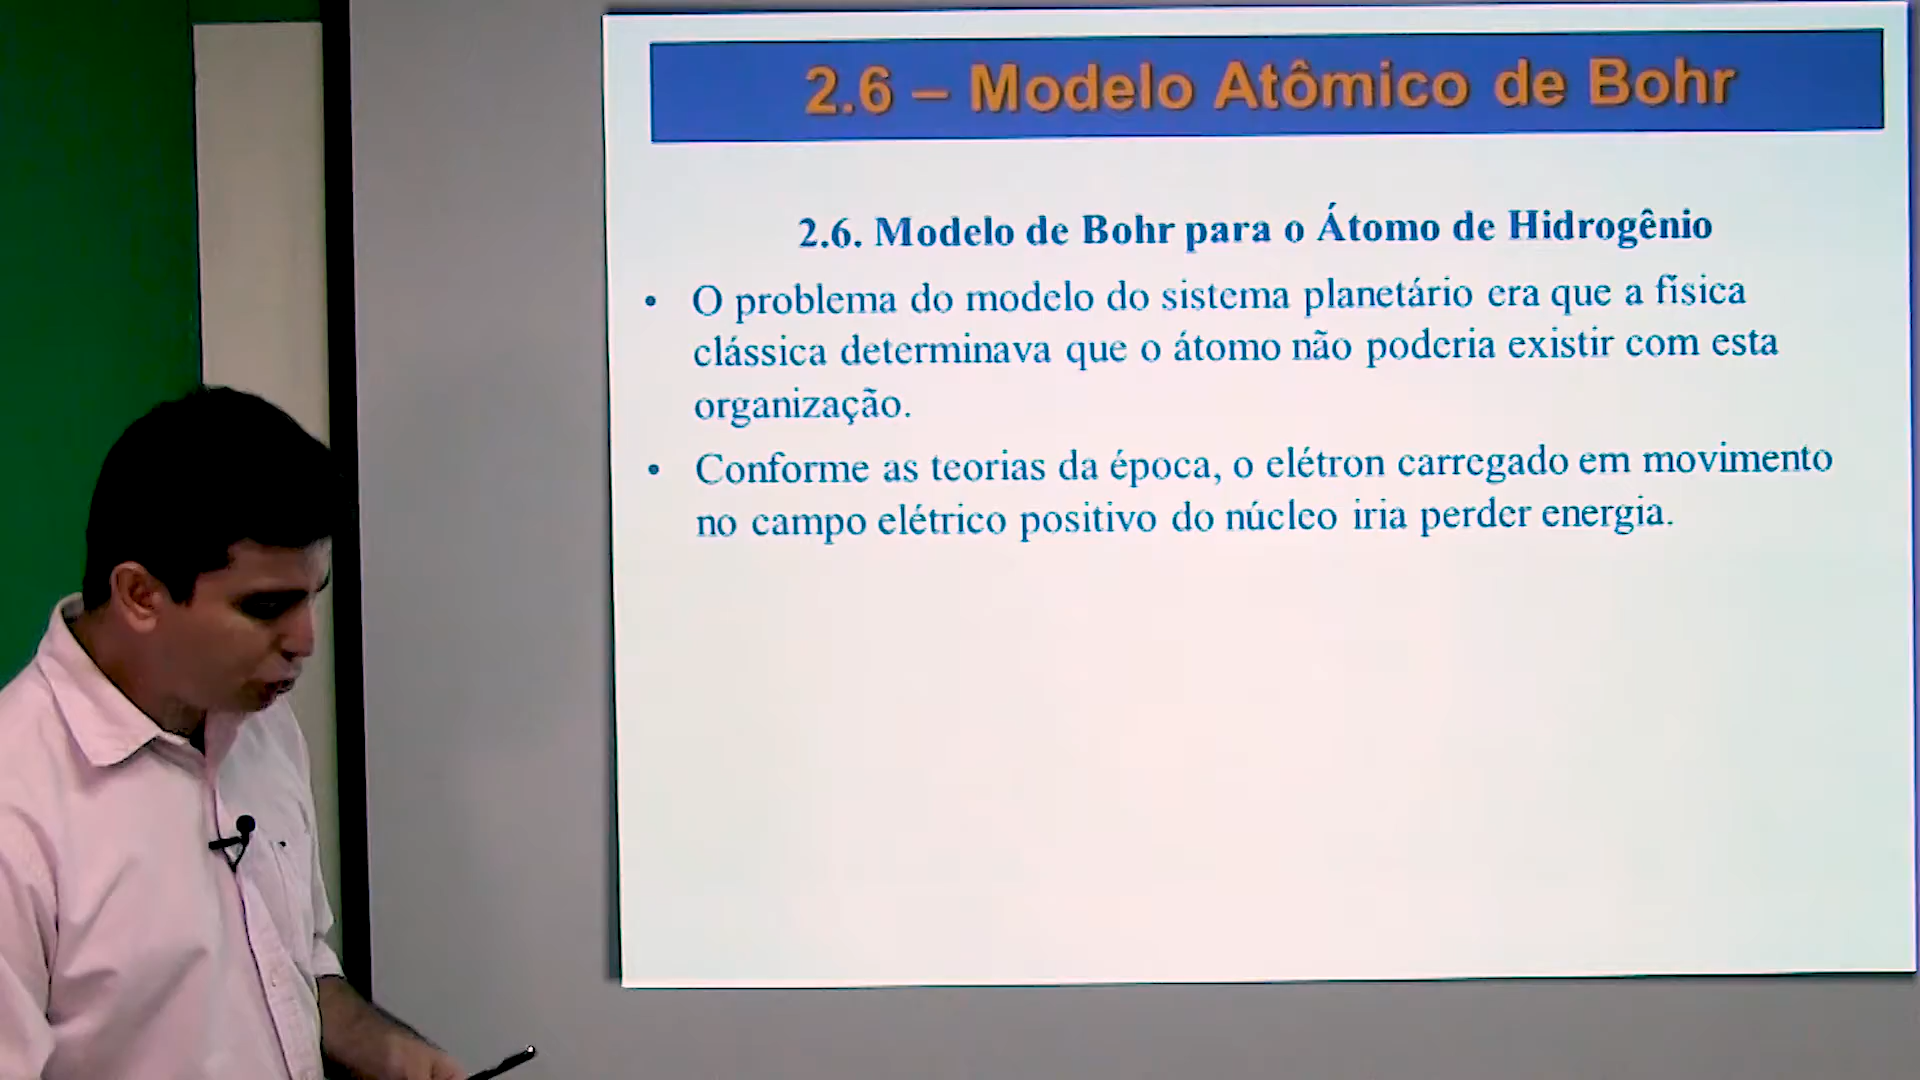 2.6 – Modelo Atômico de Bohr
2.6. Modelo de Bohr para o Átomo de Hidrogênio
• O problema do modelo do sistema planetário era que a física
clássica determinava que o átomo não poderia existir com esta
organização.
• Conforme as teorias da época, o elétron carregado em movimento
no campo elétrico positivo do núcleo iria perder energia.